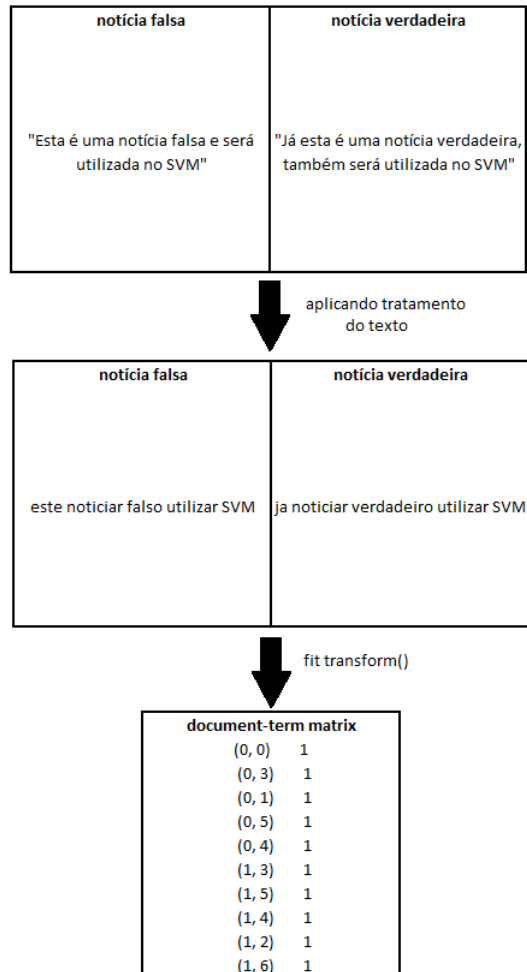 notícia falsa
notícia verdadeira
"Esta é uma notícia falsa e será
utilizada no SVM"
"Já esta é uma notícia verdadeira,
também será utilizada no SVM"
aplicando tratamento
do texto
notícia falsa
notícia verdadeira
este noticiar falso utilizar SVM
ja noticiar verdadeiro utilizar SVM
fit transform()
document-term matrix
(0, 0) 1
(0, 3) 1
(0, 1) 1
(0, 5) 1
(0, 4) 1
(1, 3) 1
(1, 5) 1
(1, 4) 1
(1, 2) 1
(1, 6) 1